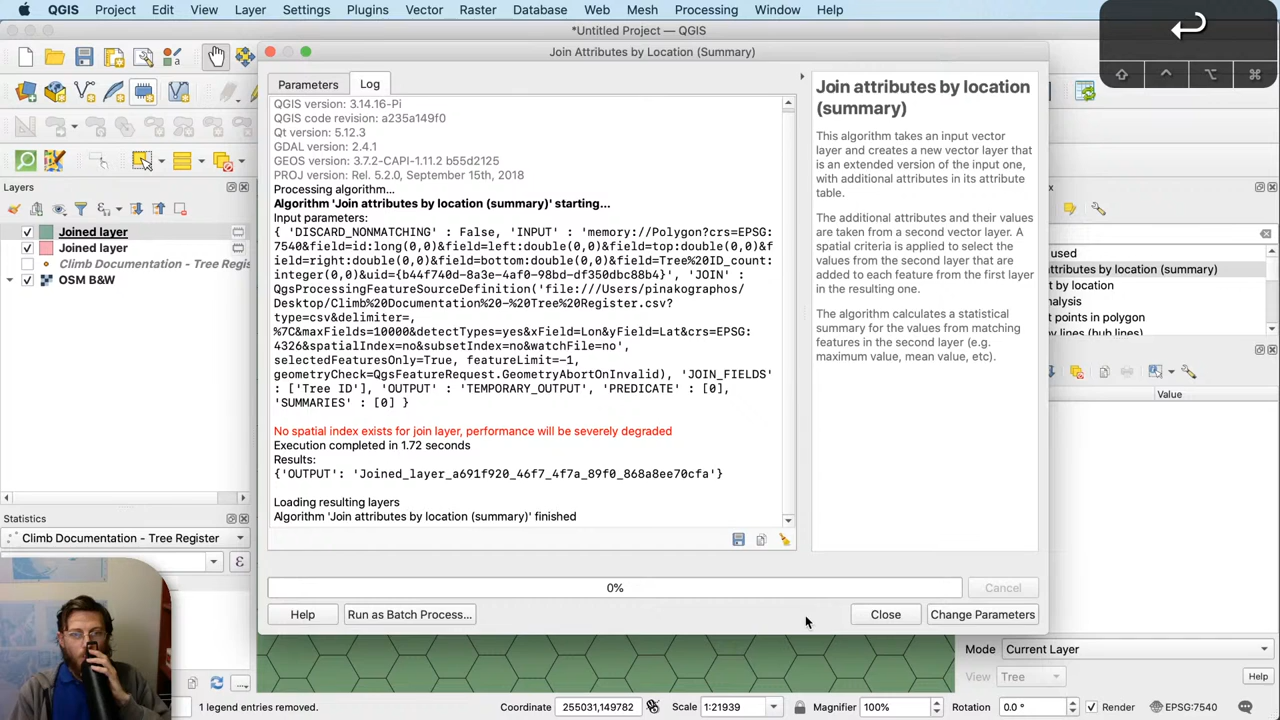 QGIS Project Edit View Layer Settings Plugins Vector Raster Database Web Mesh Processing Window Help
*Untitled Project — QGIS
Join Attributes by Location (Summary)
Parameters Log
QGIS version: 3.14.16-Pi
QGIS code revision: a235a149f0
Qt version: 5.12.3
GDAL version: 2.4.1
GEOS version: 3.7.2-CAPI-1.11.2 b55d2125
PROJ version: Rel. 5.2.0, September 15th, 2018
Processing algorithm...
Algorithm 'Join attributes by location (summary)' starting...
Input parameters:
{ 'DISCARD_NONMATCHING' : False, 'INPUT' : 'memory://Polygon?crs=EPSG:
7540&field=id:long(0,0)&field=left:double(0,0)&field=top:double(0,0)&f
ield=right:double(0,0)&field=bottom:double(0,0)&field=Tree%20ID_count:
integer(0,0)&uid={b44f740d-8a3e-4af0-98bd-df350dbc88b4}', 'JOIN' :
QgsProcessingFeatureSourceDefinition('file:///Users/pinakographos/
Desktop/Climb%20Documentation%20-%20Tree%20Register.csv?
type=csv&delimiter=,
%7C&maxFields=10000&detectTypes=yes&xField=Lon&yField=Lat&crs=EPSG:
4326&spatialIndex=no&subsetIndex=no&watchFile=no',
selectedFeaturesOnly=True, featureLimit=-1,
geometryCheck=QgsFeatureRequest.GeometryAbortOnInvalid), 'JOIN_FIELDS'
: ['Tree ID'], 'OUTPUT' : 'TEMPORARY_OUTPUT', 'PREDICATE' : [0],
'SUMMARIES' : [0] }
No spatial index exists for join layer, performance will be severely degraded
Execution completed in 1.72 seconds
Results:
{'OUTPUT': 'Joined_layer_a691f920_46f7_4f7a_89f0_868a8ee70cfa'}
Loading resulting layers
Algorithm 'Join attributes by location (summary)' finished
0%
Cancel
Help Run as Batch Process... Close Change Parameters
Join attributes by location
(summary)
This algorithm takes an input vector
layer and creates a new vector layer that
is an extended version of the input one,
with additional attributes in its attribute
table.
The additional attributes and their values
are taken from a second vector layer. A
spatial criteria is applied to select the
values from the second layer that are
added to each feature from the first layer
in the resulting one.
The algorithm calculates a statistical
summary for the values from matching
features in the second layer (e.g.
maximum value, mean value, etc).
Layers
Joined layer
Joined layer
Climb Documentation - Tree Regis
OSM B&W
Statistics
Climb Documentation - Tree Register
x
used
attributes by location (summary)
t by location
nalysis
t points in polygon
by lines (hub lines)
Value
Mode Current Layer
View Tree Help
1 legend entries removed.
Coordinate 255031,149782 Scale 1:21939 Magnifier 100% Rotation 0.0 ° Render EPSG:7540